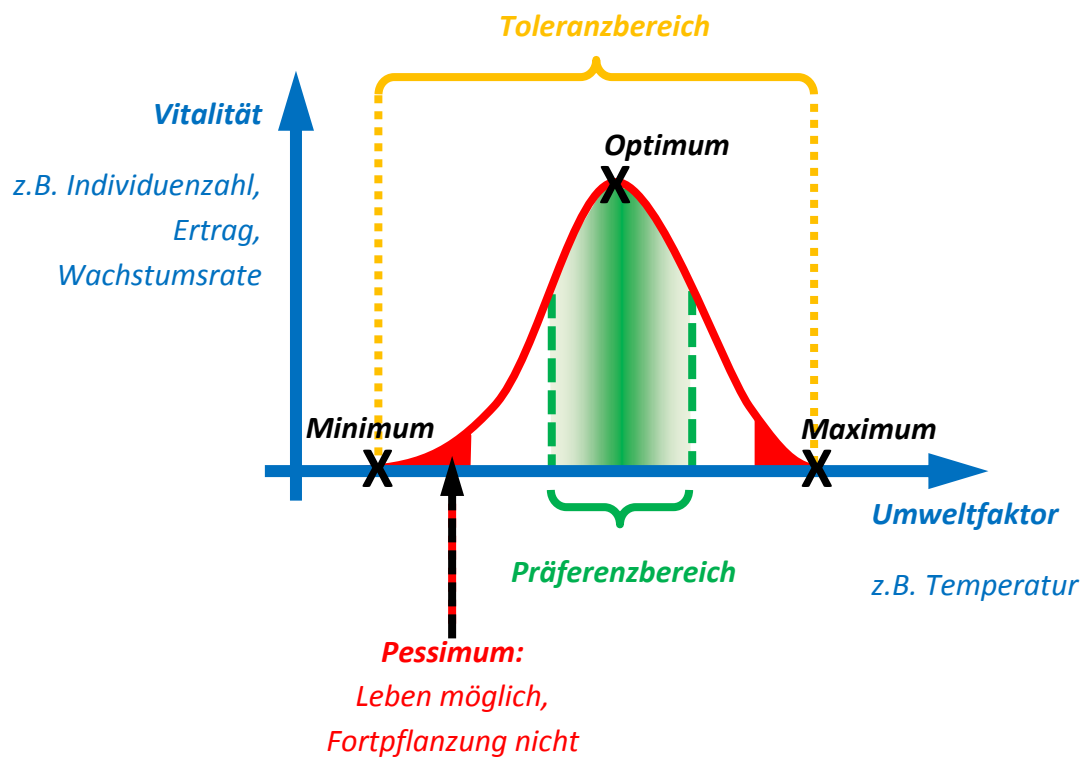 Toleranzbereich
Vitalität
z.B. Individuenzahl,
Ertrag,
Wachstumsrate
Optimum
X
Minimum
X
Maximum
X
Umweltfaktor
z.B. Temperatur
Präferenzbereich
Pessimum:
Leben möglich,
Fortpflanzung nicht